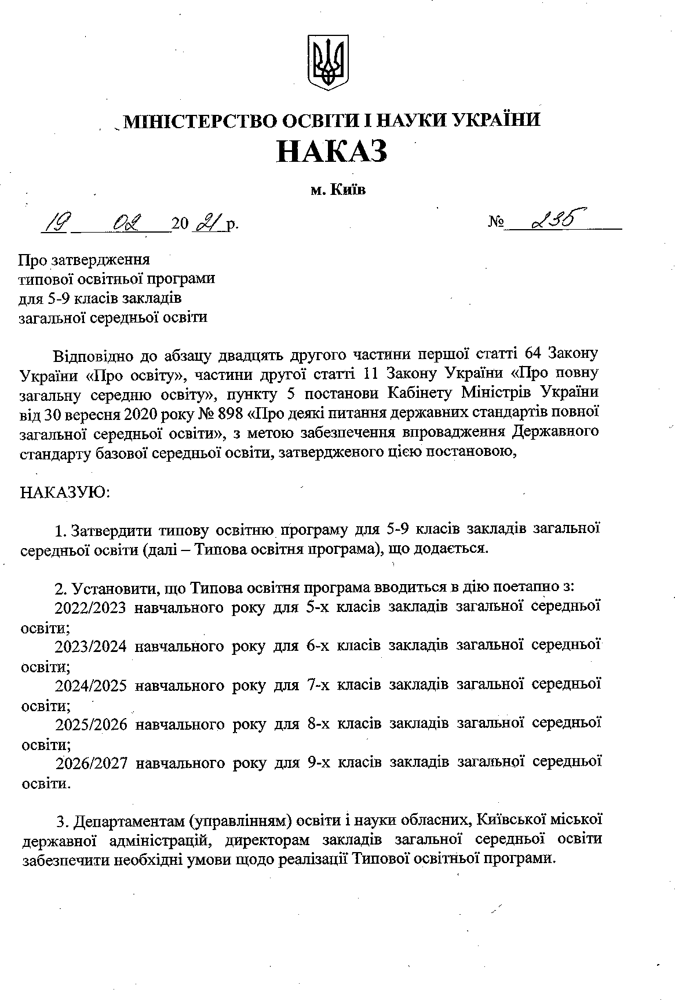 МІНІСТЕРСТВО ОСВІТИ І НАУКИ УКРАЇНИ
НАКАЗ
м. Київ
19 02 2021 р. № 235
Про затвердження
типової освітньої програми
для 5-9 класів закладів
загальної середньої освіти
Відповідно до абзацу двадцять другого частини першої статті 64 Закону
України «Про освіту», частини другої статті 11 Закону України «Про повну
загальну середню освіту», пункту 5 постанови Кабінету Міністрів України
від 30 вересня 2020 року № 898 «Про деякі питання державних стандартів повної
загальної середньої освіти», з метою забезпечення впровадження Державного
стандарту базової середньої освіти, затвердженого цією постановою,
НАКАЗУЮ:
1. Затвердити типову освітню програму для 5-9 класів закладів загальної
середньої освіти (далі – Типова освітня програма), що додається.
2. Установити, що Типова освітня програма вводиться в дію поетапно з:
2022/2023 навчального року для 5-х класів закладів загальної середньої
освіти;
2023/2024 навчального року для 6-х класів закладів загальної середньої
освіти;
2024/2025 навчального року для 7-х класів закладів загальної середньої
освіти;
2025/2026 навчального року для 8-х класів закладів загальної середньої
освіти;
2026/2027 навчального року для 9-х класів закладів загальної середньої
освіти.
3. Департаментам (управлінням) освіти і науки обласних, Київської міської
державної адміністрацій, директорам закладів загальної середньої освіти
забезпечити необхідні умови щодо реалізації Типової освітньої програми.